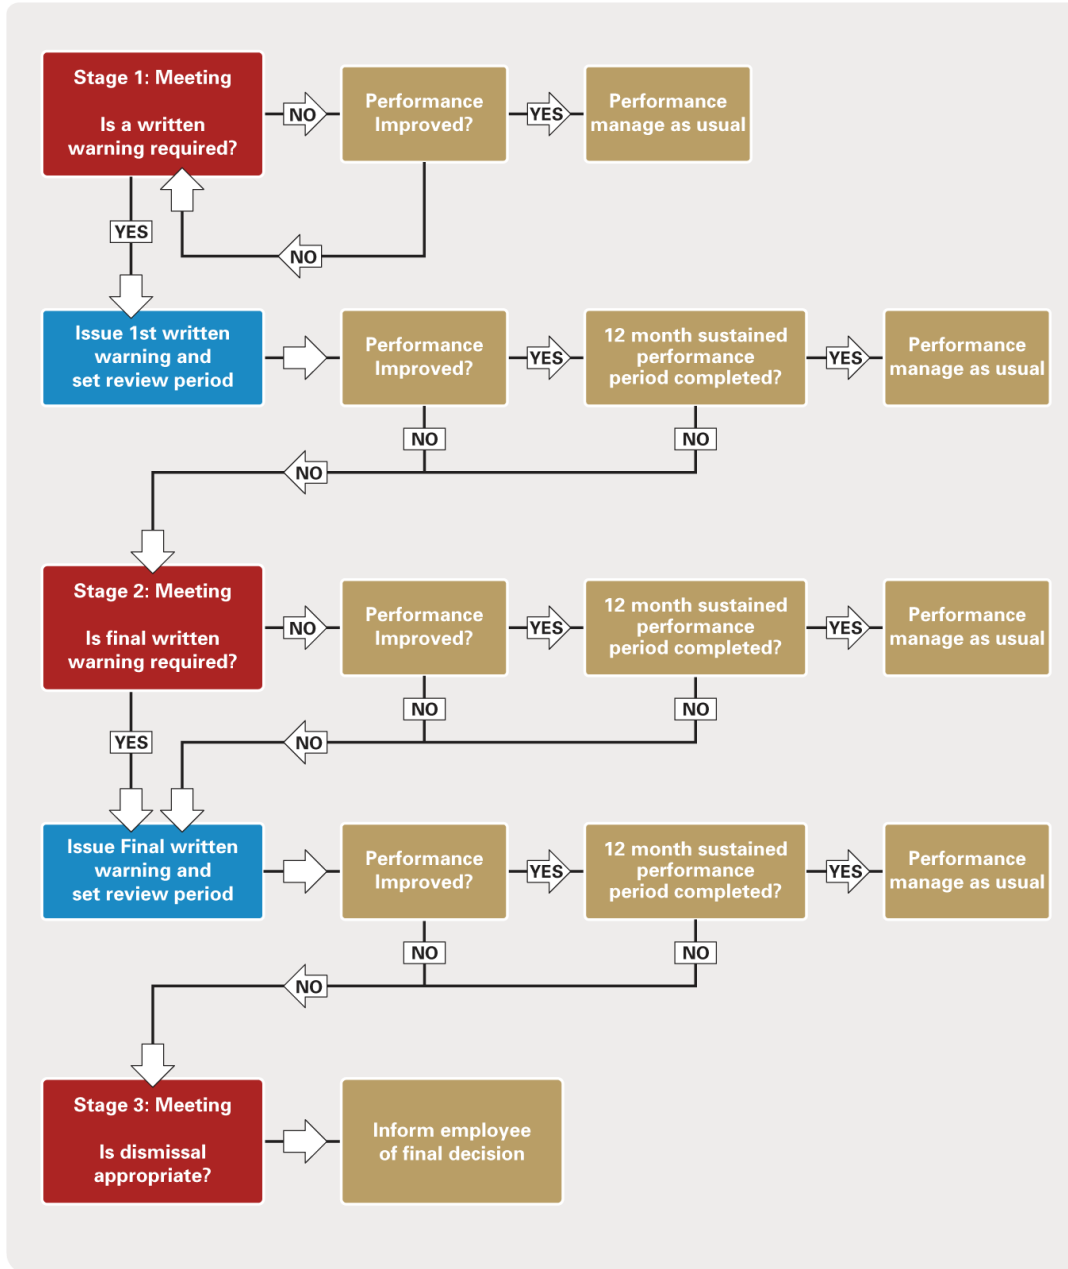 Stage 1: Meeting
Is a written
warning required?
NO
Performance
Improved?
YES
Performance
manage as usual
YES
NO
Issue 1st written
warning and
set review period
Performance
Improved?
YES
12 month sustained
performance
period completed?
YES
Performance
manage as usual
NO
NO
NO
Stage 2: Meeting
Is final written
warning required?
NO
Performance
Improved?
YES
12 month sustained
performance
period completed?
YES
Performance
manage as usual
NO
NO
YES
NO
Issue Final written
warning and
set review period
Performance
Improved?
YES
12 month sustained
performance
period completed?
YES
Performance
manage as usual
NO
NO
NO
Stage 3: Meeting
Is dismissal
appropriate?
Inform employee
of final decision